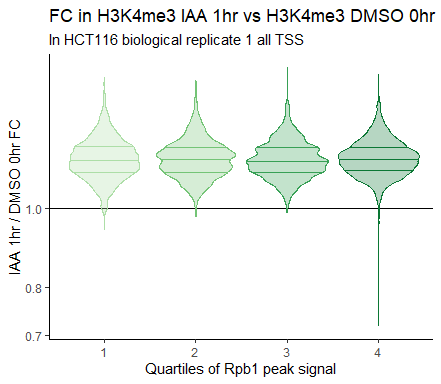 FC in H3K4me3 IAA 1hr vs H3K4me3 DMSO 0hr
In HCT116 biological replicate 1 all TSS
IAA 1hr / DMSO 0hr FC
1.0
0.8
0.7
1 2 3 4
Quartiles of Rpb1 peak signal